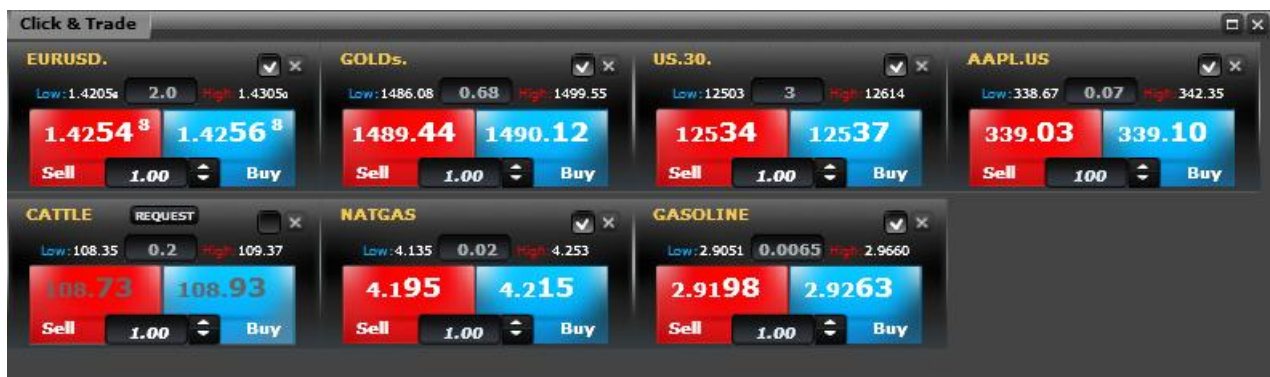 Click & Trade
EURUSD.
Low:1.42056 2.0 High:1.43050
1.4254 8 1.4256 8
Sell 1.00 Buy
GOLDs.
Low:1486.08 0.68 High:1499.55
1489.44 1490.12
Sell 1.00 Buy
US.30.
Low:12503 3 High:12614
12534 12537
Sell 1.00 Buy
AAPL.US
Low:338.67 0.07 High:342.35
339.03 339.10
Sell 100 Buy
CATTLE REQUEST
Low:108.35 0.2 High:109.37
108.73 108.93
Sell 1.00 Buy
NATGAS
Low:4.135 0.02 High:4.253
4.195 4.215
Sell 1.00 Buy
GASOLINE
Low:2.9051 0.0065 High:2.9660
2.9198 2.9263
Sell 1.00 Buy